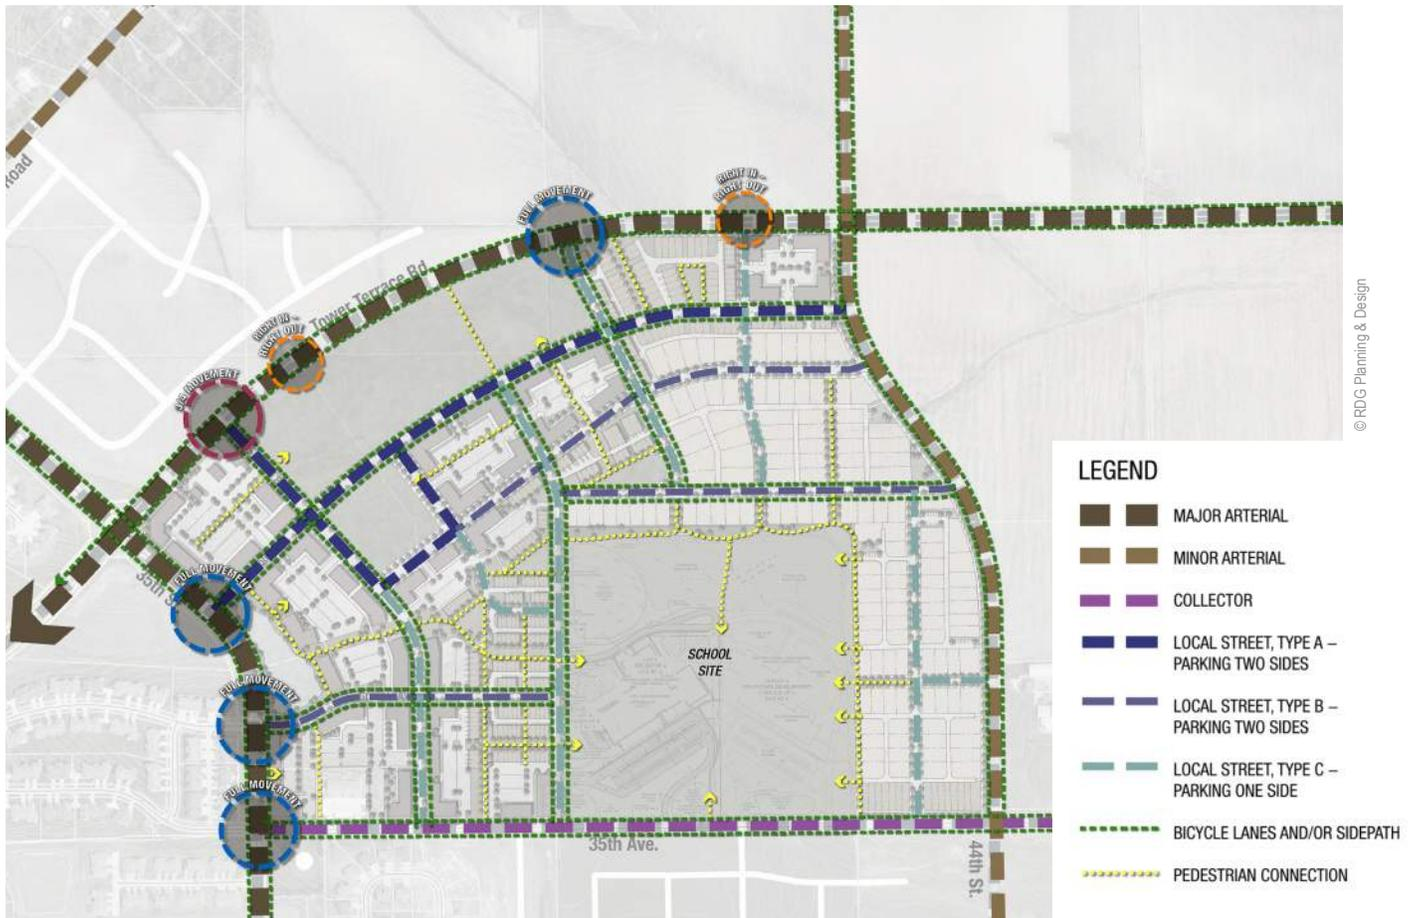 Road
FULL MOVEMENT
RIGHT IN –
RIGHT OUT
Tower Terrace Rd.
RIGHT IN –
RIGHT OUT
3/4 MOVEMENT
© RDG Planning & Design
35th S
FULL MOVEMENT
SCHOOL
SITE
FULL MOVEMENT
FULL MOVEMENT
35th Ave.
44th St.
LEGEND
MAJOR ARTERIAL
MINOR ARTERIAL
COLLECTOR
LOCAL STREET, TYPE A –
PARKING TWO SIDES
LOCAL STREET, TYPE B –
PARKING TWO SIDES
LOCAL STREET, TYPE C –
PARKING ONE SIDE
BICYCLE LANES AND/OR SIDEPATH
PEDESTRIAN CONNECTION